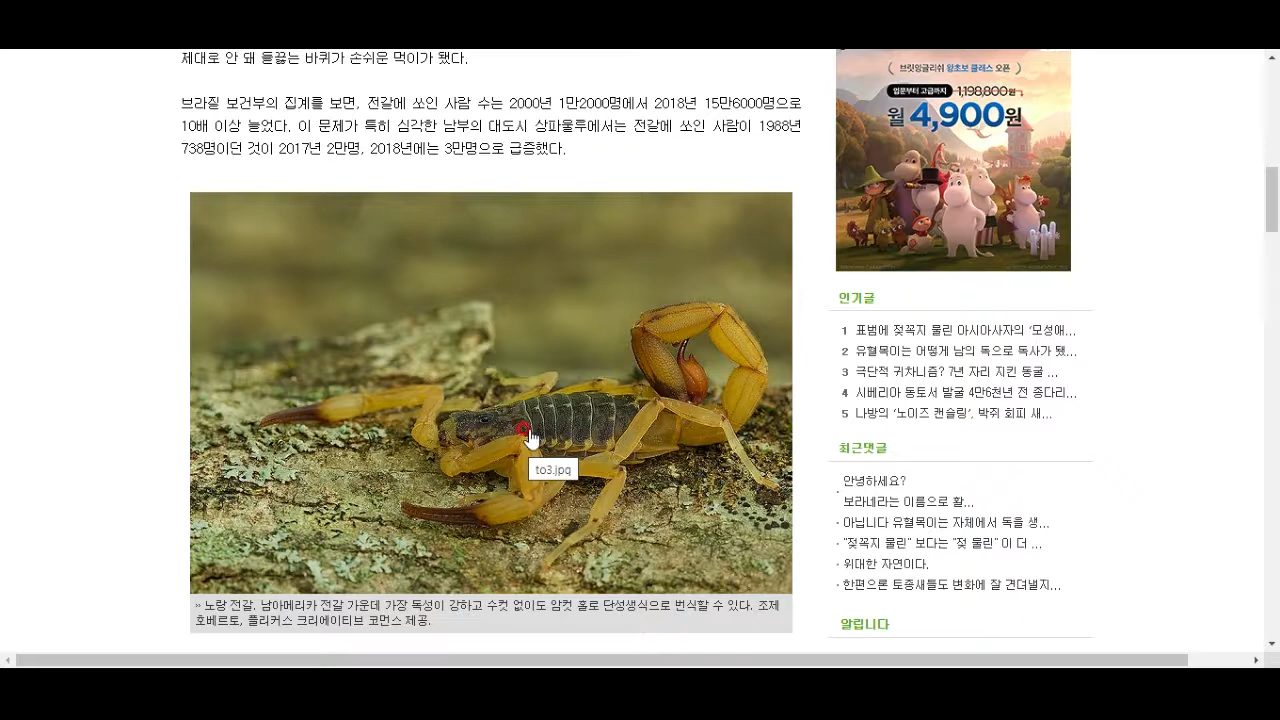 제대로 안 돼 들끓는 바퀴가 손쉬운 먹이가 됐다.
브라질 보건부의 집계를 보면, 전갈에 쏘인 사람 수는 2000년 1만2000명에서 2018년 15만6000명으로
10배 이상 늘었다. 이 문제가 특히 심각한 남부의 대도시 상파울루에서는 전갈에 쏘인 사람이 1988년
738명이던 것이 2017년 2만명, 2018년에는 3만명으로 급증했다.
to3.jpg
» 노랑 전갈. 남아메리카 전갈 가운데 가장 독성이 강하고 수컷 없이도 암컷 홀로 단성생식으로 번식할 수 있다. 조제
호베르토, 플리커스 크리에이티브 코먼스 제공.
( 브릿잉글리쉬 왕초보 클래스 오픈 )
입문부터 고급까지 1,198,800원
월 4,900원
인기글
1 표범에 젖꼭지 물린 아시아사자의 ‘모성애...
2 유혈목이는 어떻게 남의 독으로 독사가 됐...
3 극단적 귀차니즘? 7년 자리 지킨 동굴 ...
4 시베리아 동토서 발굴 4만6천년 전 종다리...
5 나방의 ‘노이즈 캔슬링’, 박쥐 회피 새...
최근댓글
안녕하세요?
· 보라네라는 이름으로 활...
· 아닙니다 유혈목이는 자체에서 독을 생...
· "젖꼭지 물린" 보다는 "젖 물린" 이 더 ...
· 위대한 자연이다.
· 한편으론 토종새들도 변화에 잘 견뎌낼지...
알립니다